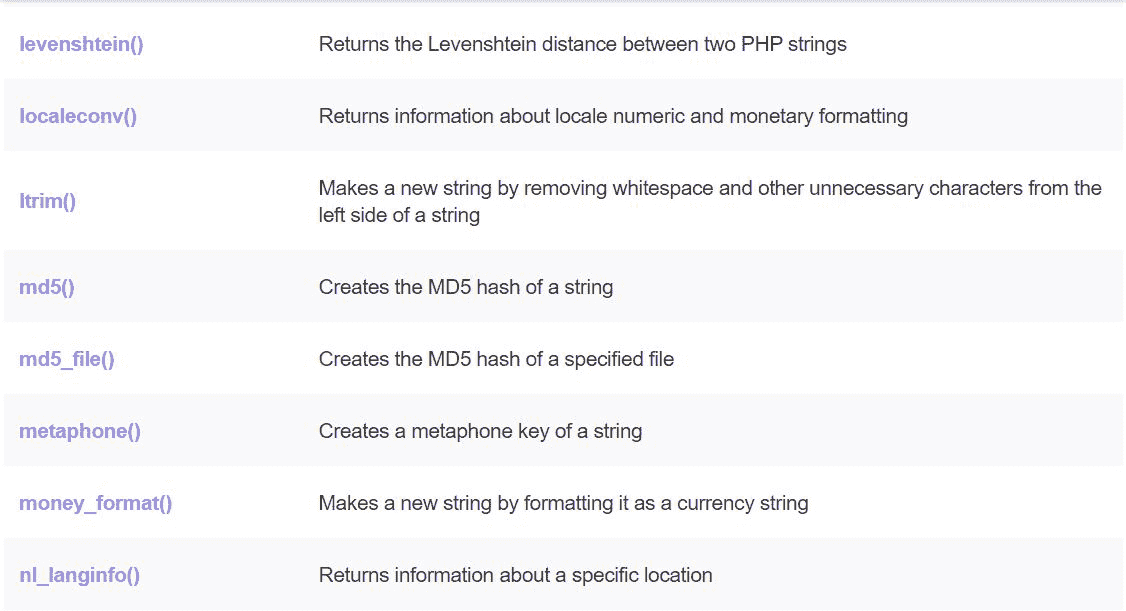 levenshtein() Returns the Levenshtein distance between two PHP strings
localeconv() Returns information about locale numeric and monetary formatting
ltrim() Makes a new string by removing whitespace and other unnecessary characters from the
left side of a string
md5() Creates the MD5 hash of a string
md5_file() Creates the MD5 hash of a specified file
metaphone() Creates a metaphone key of a string
money_format() Makes a new string by formatting it as a currency string
nl_langinfo() Returns information about a specific location